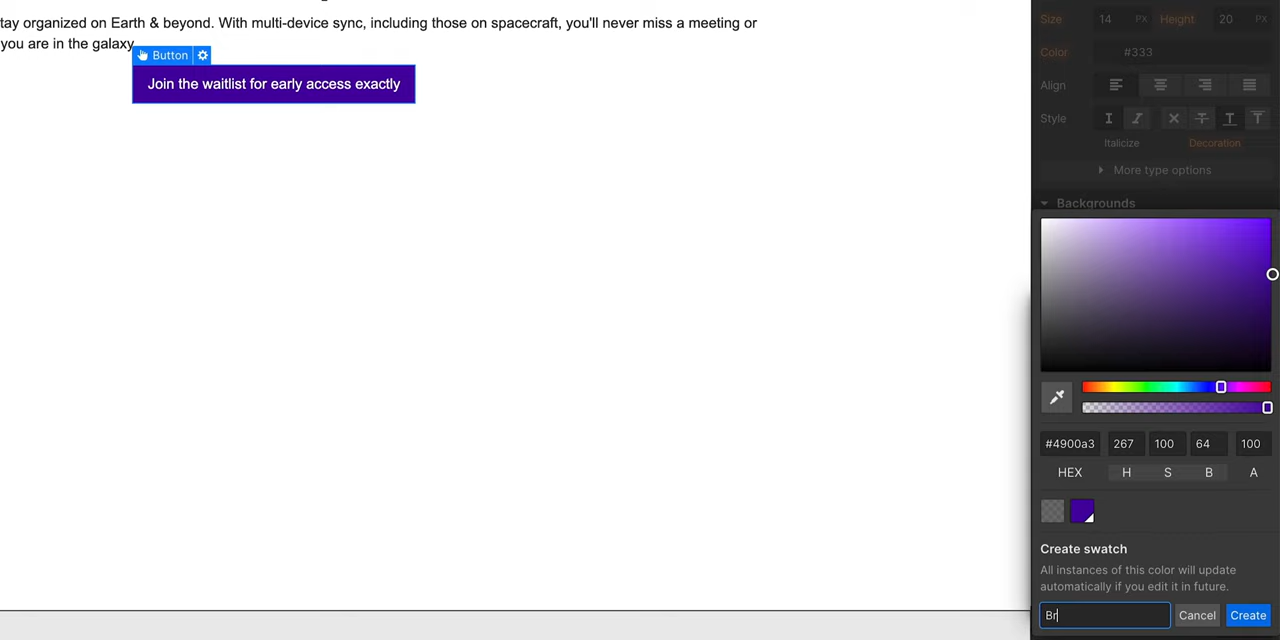 tay organized on Earth & beyond. With multi-device sync, including those on spacecraft, you'll never miss a meeting or
you are in the galaxy.
Button
Join the waitlist for early access exactly
Size 14 PX Height 20 PX
Color #333
Align
Style
Italicize Decoration
More type options
Backgrounds
#4900a3 267 100 64 100
HEX H S B A
Create swatch
All instances of this color will update
automatically if you edit it in future.
Br Cancel Create